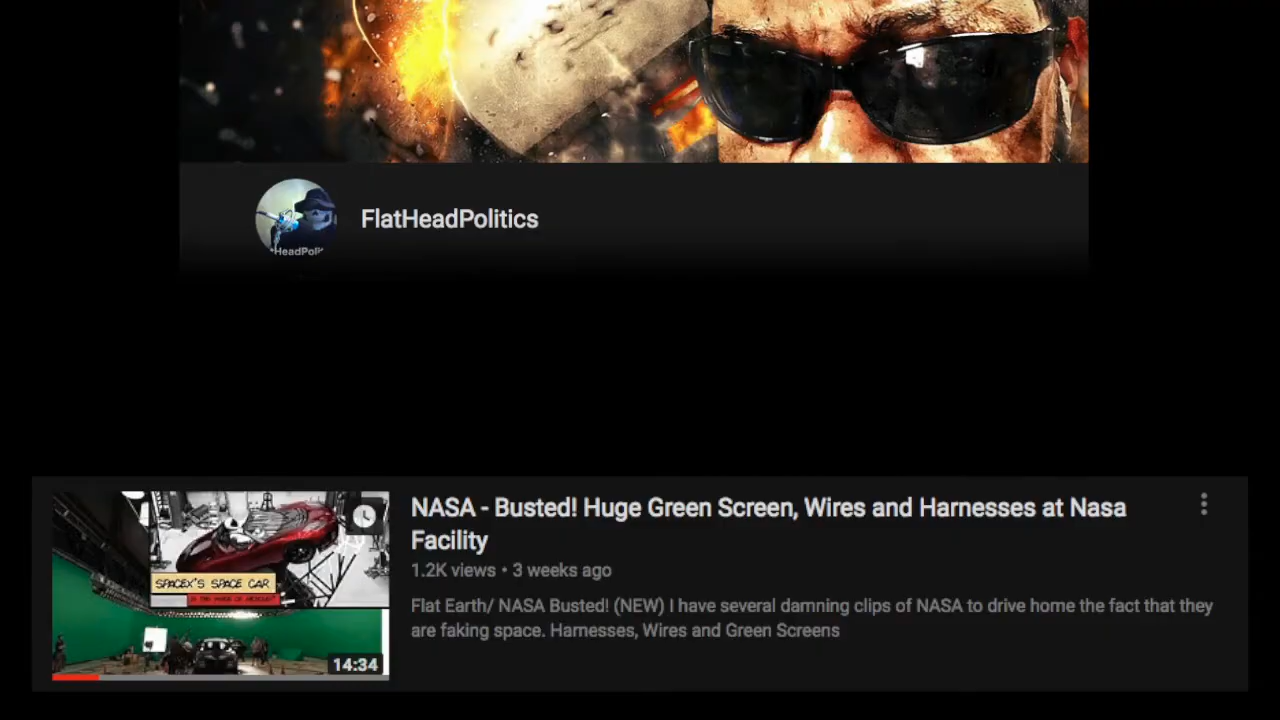 FlatHeadPolitics
NASA - Busted! Huge Green Screen, Wires and Harnesses at Nasa
Facility
1.2K views • 3 weeks ago
SPACEX'S SPACE CAR
Flat Earth/ NASA Busted! (NEW) I have several damning clips of NASA to drive home the fact that they
are faking space. Harnesses, Wires and Green Screens
14:34